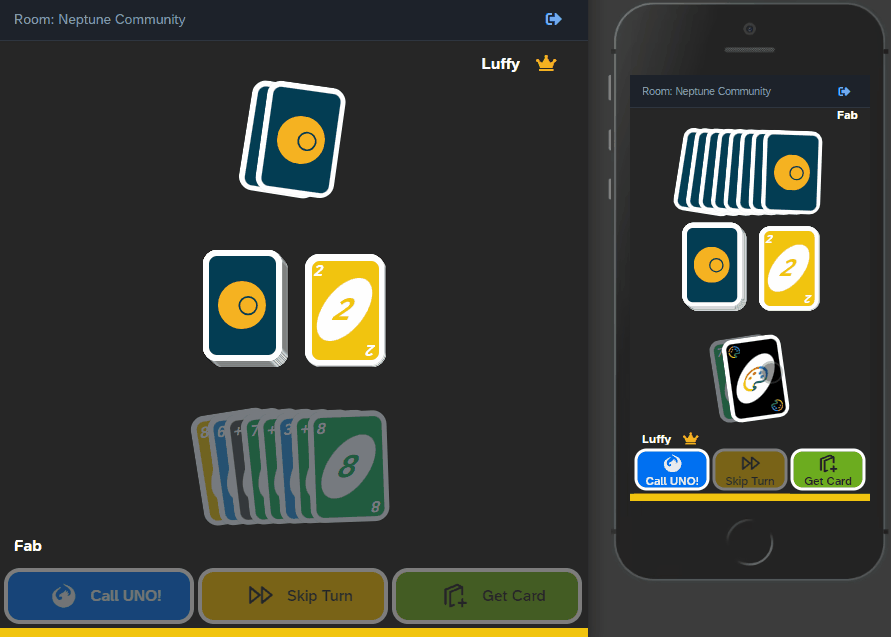 Room: Neptune Community
Luffy
2
2
2
8 6 + 7 + 3 + 8
8
8
Fab
Call UNO!
Skip Turn
Get Card
Room: Neptune Community
Fab
2
2
2
Luffy
Call UNO!
Skip Turn
Get Card